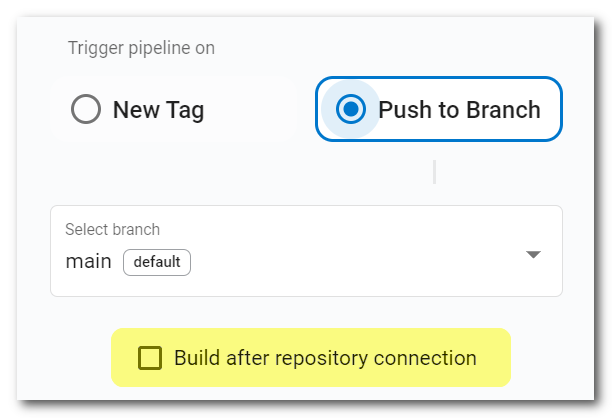 Trigger pipeline on
New Tag
Push to Branch
Select branch
main default
Build after repository connection